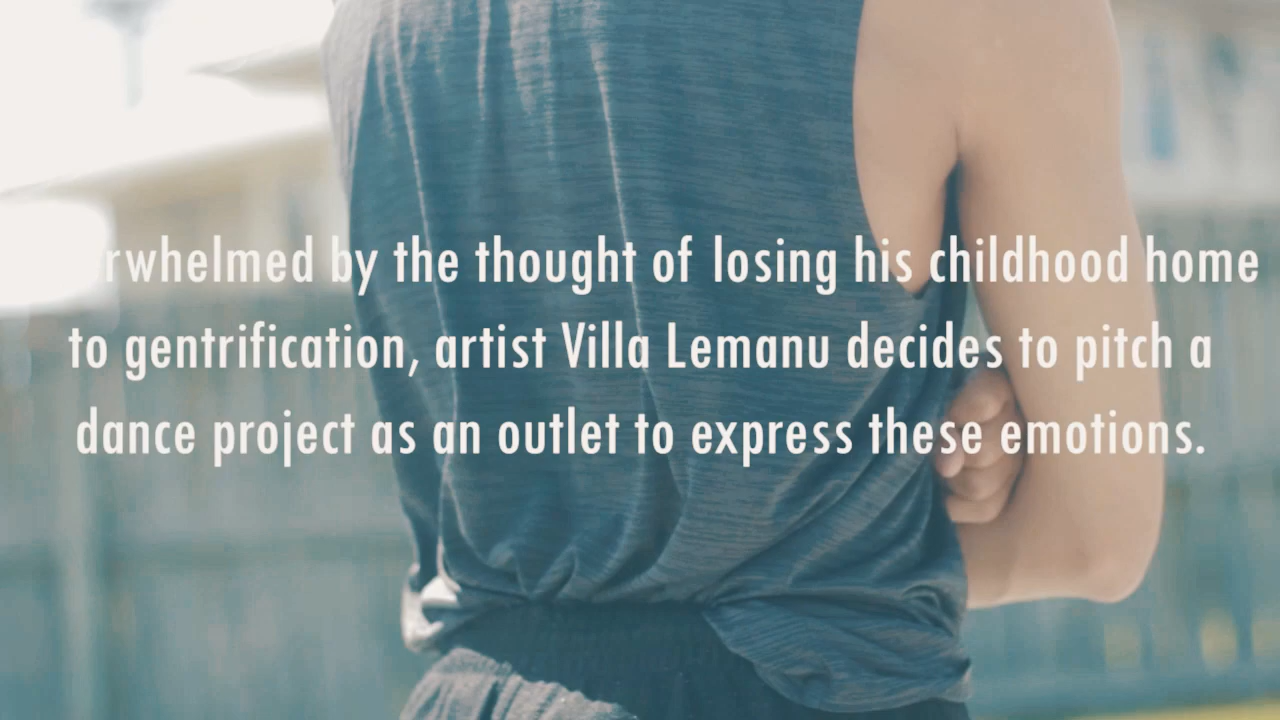 by the thought of losing his childhood home
to gentrification, artist Villa Lemanu decides to pitch a
dance project as an outlet to express these emotions.